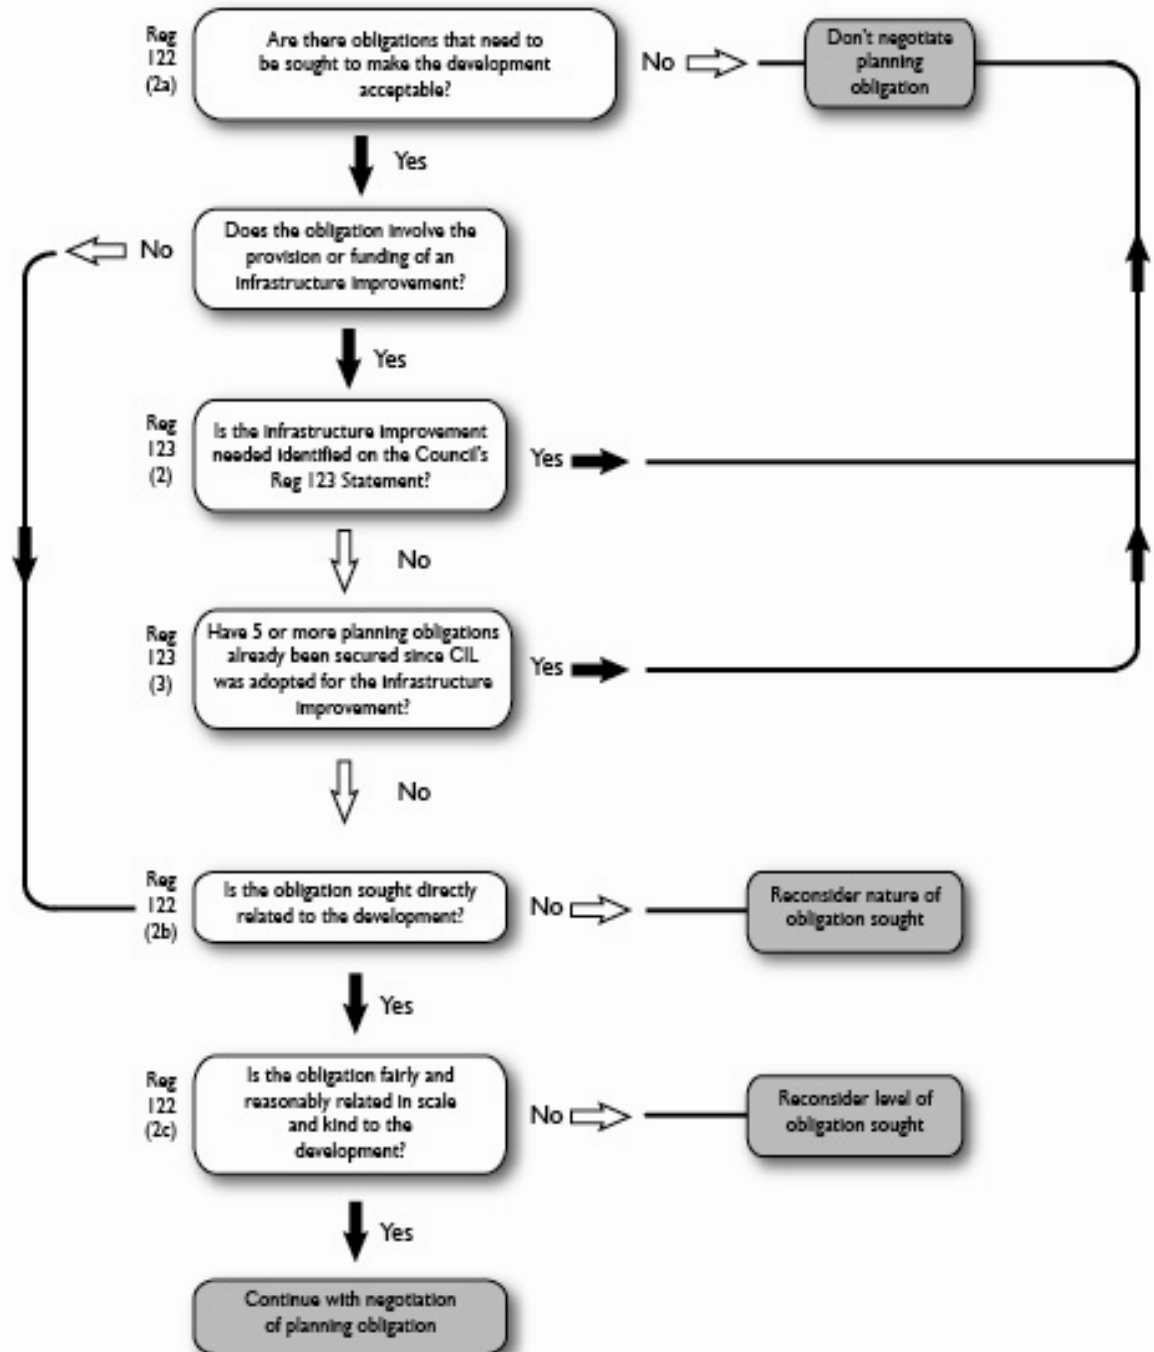 Reg
122
(2a)
Are there obligations that need to
be sought to make the development
acceptable?
No
Don't negotiate
planning
obligation
Yes
Does the obligation involve the
provision or funding of an
infrastructure improvement?
No
Yes
Reg
123
(2)
Is the infrastructure improvement
needed identified on the Council's
Reg 123 Statement?
Yes
No
Reg
123
(3)
Have 5 or more planning obligations
already been secured since CIL
was adopted for the infrastructure
improvement?
Yes
No
Reg
122
(2b)
Is the obligation sought directly
related to the development?
No
Reconsider nature of
obligation sought
Yes
Reg
122
(2c)
Is the obligation fairly and
reasonably related in scale
and kind to the
development?
No
Reconsider level of
obligation sought
Yes
Continue with negotiation
of planning obligation